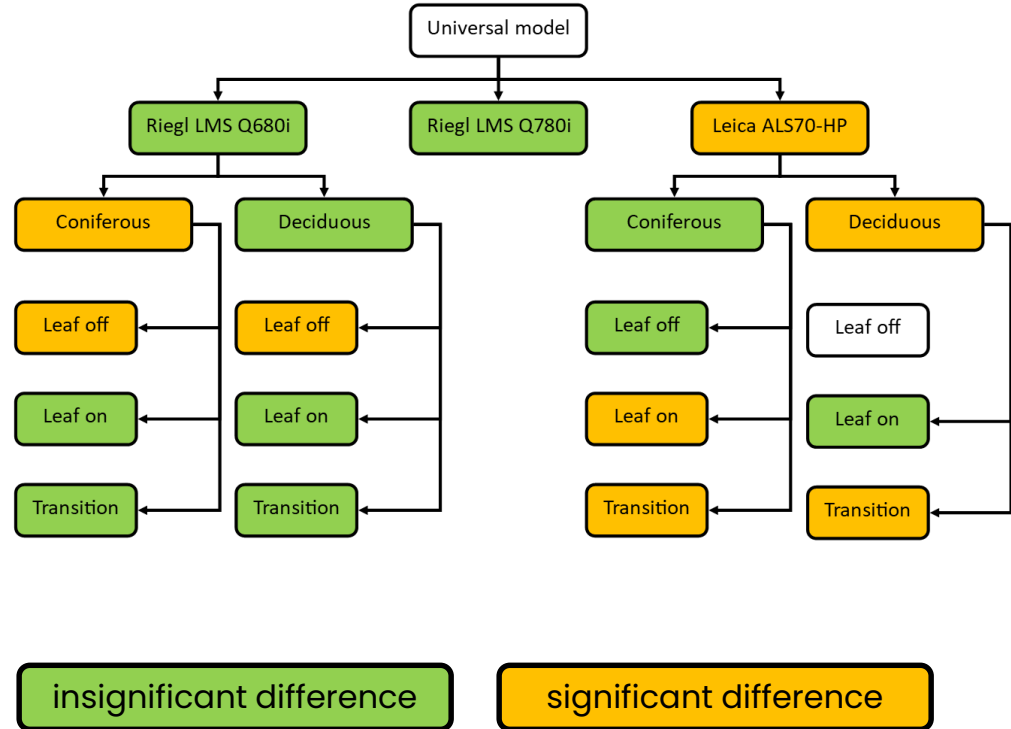 Universal model
Riegl LMS Q680i
Riegl LMS Q780i
Leica ALS70-HP
Coniferous
Deciduous
Coniferous
Deciduous
Leaf off
Leaf off
Leaf off
Leaf off
Leaf on
Leaf on
Leaf on
Leaf on
Transition
Transition
Transition
Transition
insignificant difference
significant difference